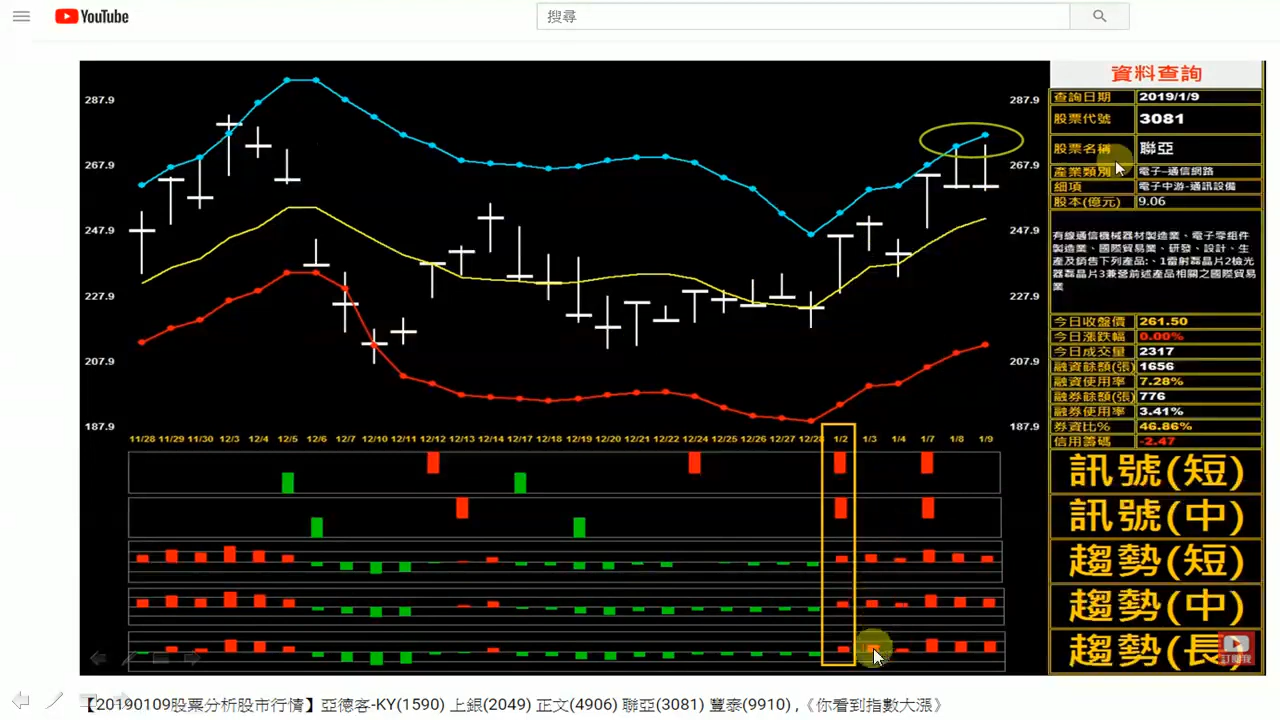 YouTube
搜尋
資料查詢
查詢日期 2019/1/9
股票代號 3081
股票名稱 聯亞
產業類別 電子–通信網路
細項 電子中游-通訊設備
股本(億元) 9.06
有線通信機械器材製造業、電子零組件
製造業、國際貿易業、研發、設計、生
產及銷售下列產品:、1雷射磊晶片2檢光
器磊晶片3兼營前述產品相關之國際貿易
業
今日收盤價 261.50
今日漲跌幅 0.00%
今日成交量 2317
融資餘額(張) 1656
融資使用率 7.28%
融券餘額(張) 776
融券使用率 3.41%
券資比% 46.86%
信用籌碼 -2.47
訊號(短)
訊號(中)
趨勢(短)
趨勢(中)
趨勢(長)
訂閱我
287.9 287.9
267.9 267.9
247.9 247.9
227.9 227.9
207.9 207.9
187.9 187.9
11/28 11/29 11/30 12/3 12/4 12/5 12/6 12/7 12/10 12/11 12/12 12/13 12/14 12/17 12/18 12/19 12/20 12/21 12/22 12/24 12/25 12/26 12/27 12/28 1/2 1/3 1/4 1/7 1/8 1/9
【20190109股票分析股市行情】亞德客-KY(1590) 上銀(2049) 正文(4906) 聯亞(3081) 豐泰(9910) ,《你看到指數大漲》